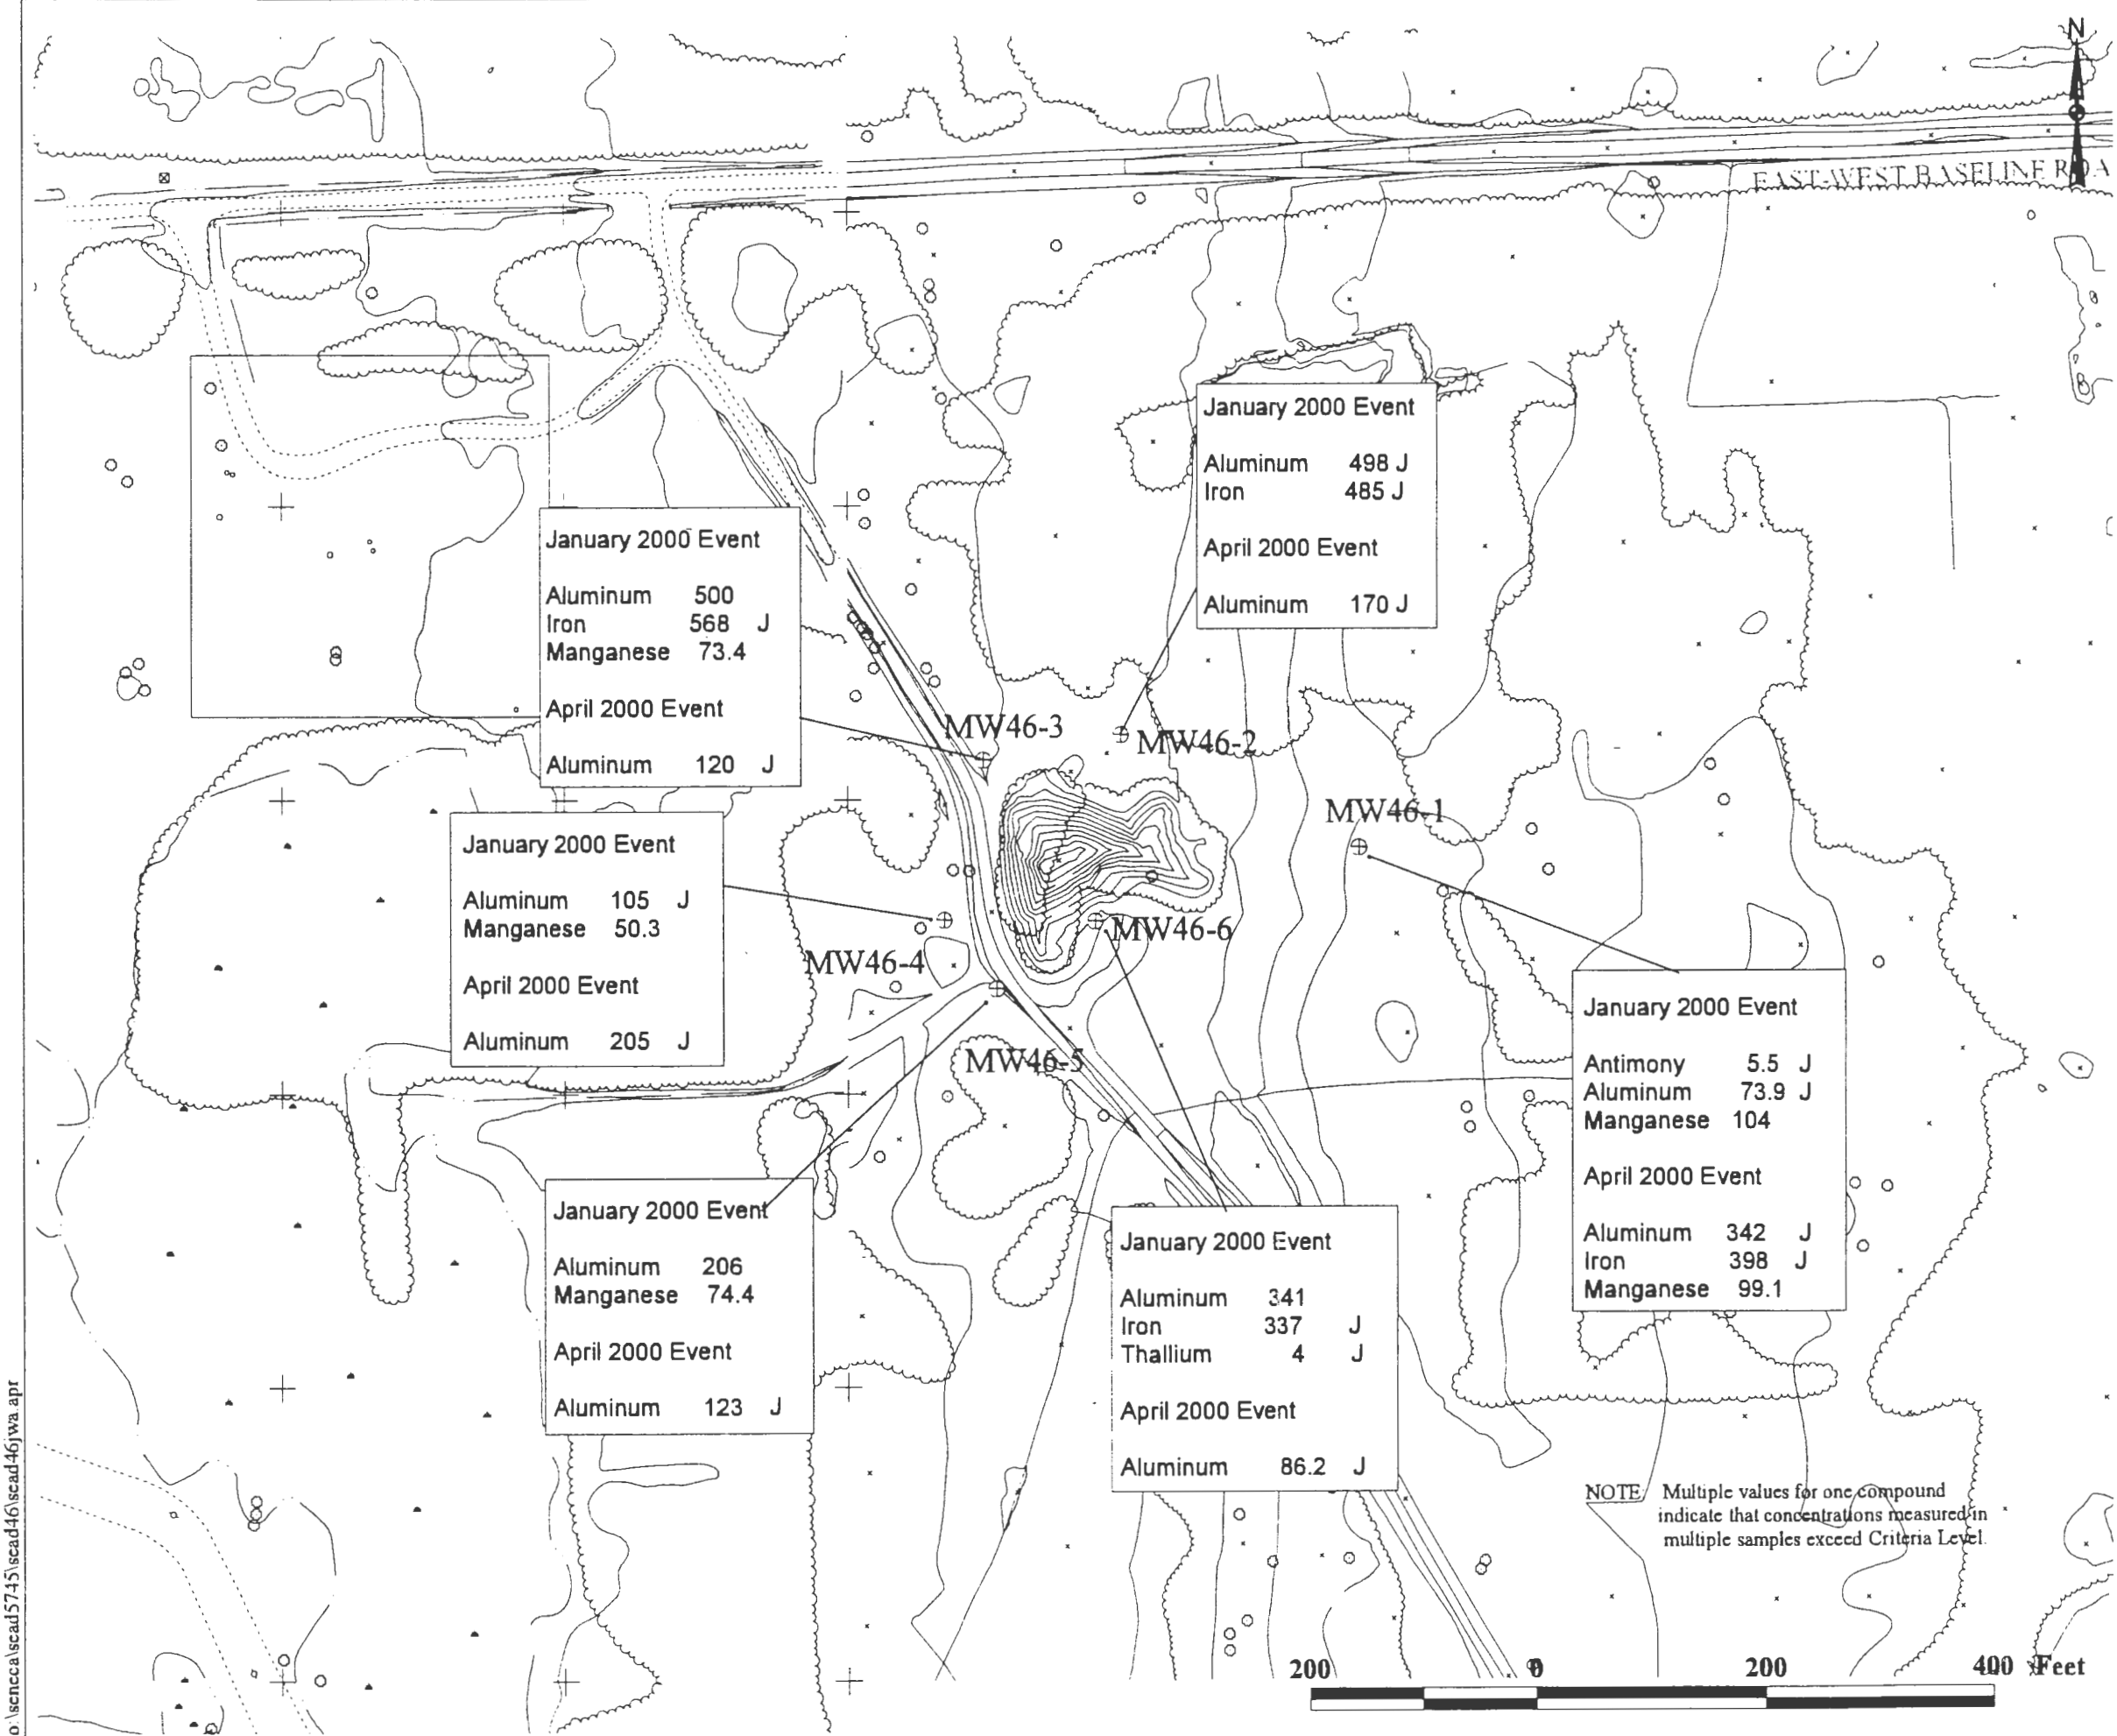 N
EAST-WEST BASELINE ROA
January 2000 Event
Aluminum 498 J
Iron 485 J
April 2000 Event
Aluminum 170 J
January 2000 Event
Aluminum 500
Iron 568 J
Manganese 73.4
April 2000 Event
Aluminum 120 J
MW46-3
MW46-2
MW46-1
January 2000 Event
Aluminum 105 J
Manganese 50.3
April 2000 Event
Aluminum 205 J
MW46-6
MW46-4
MW46-5
January 2000 Event
Antimony 5.5 J
Aluminum 73.9 J
Manganese 104
April 2000 Event
Aluminum 342 J
Iron 398 J
Manganese 99.1
January 2000 Event
Aluminum 206
Manganese 74.4
April 2000 Event
Aluminum 123 J
January 2000 Event
Aluminum 341
Iron 337 J
Thallium 4 J
April 2000 Event
Aluminum 86.2 J
NOTE: Multiple values for one compound
indicate that concentrations measured in
multiple samples exceed Criteria Level.
200 0 200 400 Feet